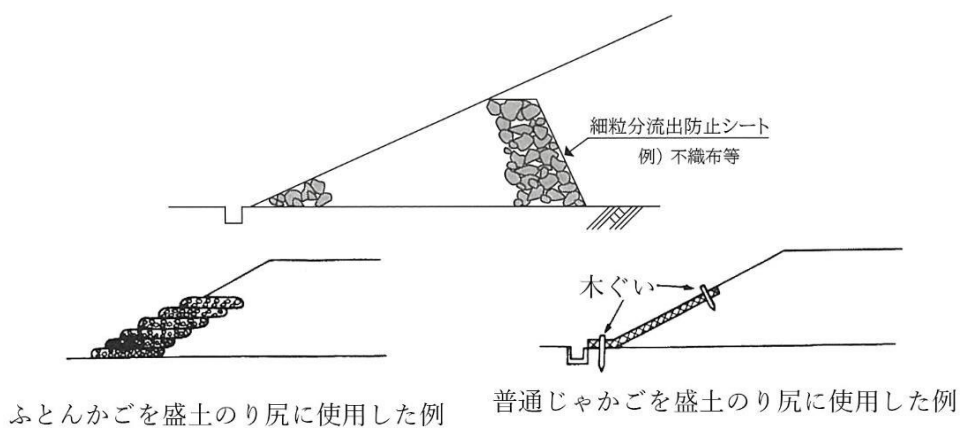 細粒分流出防止シート
例）不織布等
木ぐい
ふとんかごを盛土のり尻に使用した例
普通じゃかごを盛土のり尻に使用した例